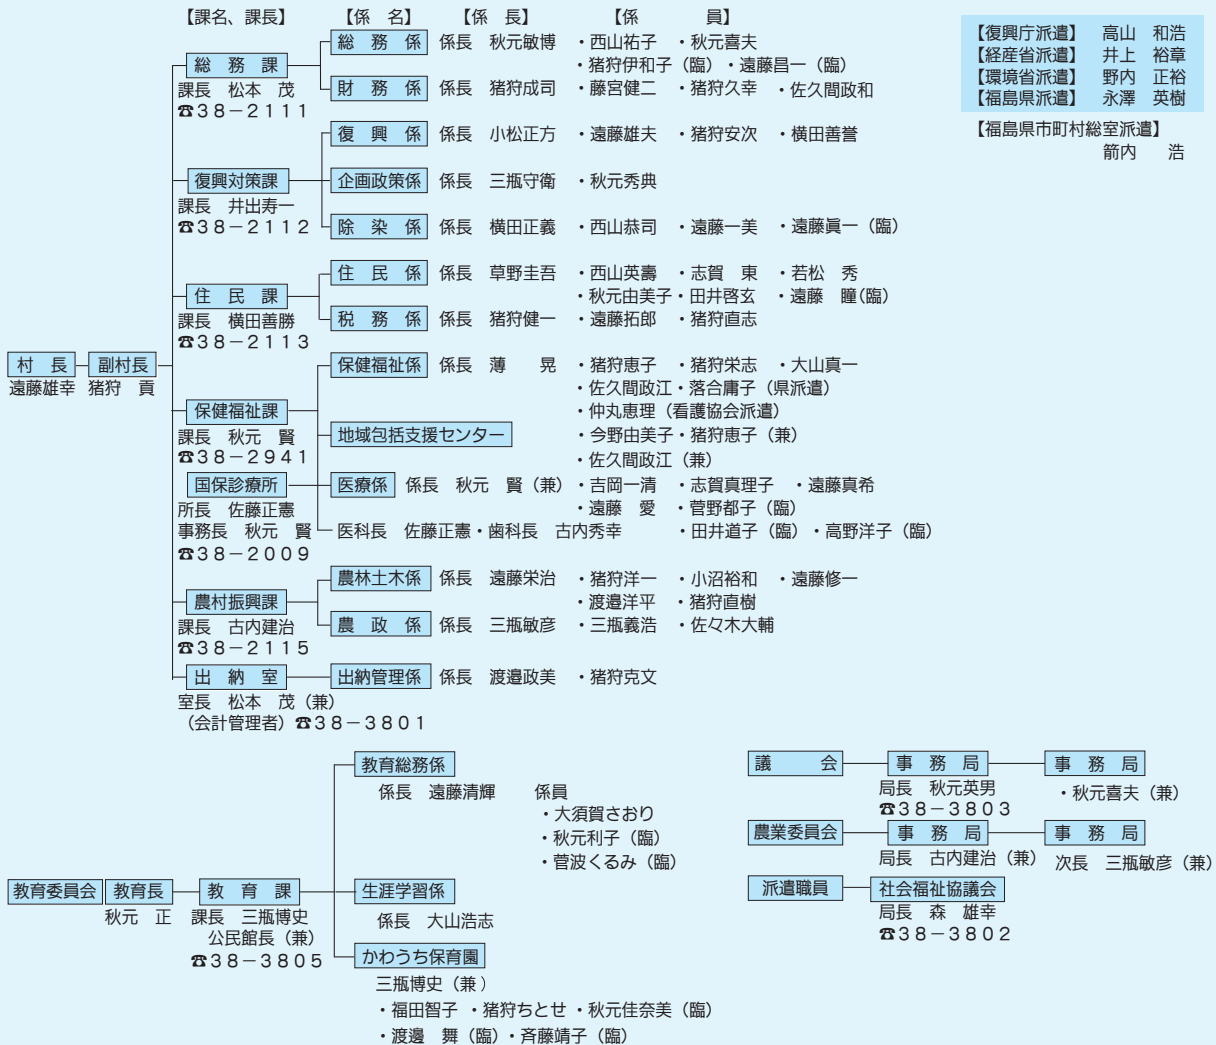 【課名、課長】　【係　名】　【係　長】　【係　　　　員】
総　務　課
課長　松本　茂
☎３８－２１１１
総　務　係　係長　秋元敏博　・西山祐子　・秋元喜夫
・猪狩伊和子（臨）・遠藤昌一（臨）
財　務　係　係長　猪狩成司　・藤宮健二　・猪狩久幸　・佐久間政和
復興対策課
課長　井出寿一
☎３８－２１１２
復　興　係　係長　小松正方　・遠藤雄夫　・猪狩安次　・横田善誉
企画政策係　係長　三瓶守衛　・秋元秀典
除　染　係　係長　横田正義　・西山恭司　・遠藤一美　・遠藤眞一（臨）
住　民　課
課長　横田善勝
☎３８－２１１３
住　民　係　係長　草野圭吾　・西山英壽　・志賀　東　・若松　秀
・秋元由美子・田井啓玄　・遠藤　瞳（臨）
税　務　係　係長　猪狩健一　・遠藤拓郎　・猪狩直志
村　長　副村長
遠藤雄幸　猪狩　貢
保健福祉課
課長　秋元　賢
☎３８－２９４１
保健福祉係　係長　薄　　晃　・猪狩恵子　・猪狩栄志　・大山真一
・佐久間政江・落合庸子（県派遣）
・仲丸恵理（看護協会派遣）
地域包括支援センター　・今野由美子・猪狩恵子（兼）
・佐久間政江（兼）
国保診療所
所長　佐藤正憲
事務長　秋元　賢
☎３８－２００９
医療係　係長　秋元　賢（兼）・吉岡一清　・志賀真理子　・遠藤真希
・遠藤　愛　・菅野都子（臨）
医科長　佐藤正憲・歯科長　古内秀幸　・田井道子（臨）・高野洋子（臨）
農村振興課
課長　古内建治
☎３８－２１１５
農林土木係　係長　遠藤栄治　・猪狩洋一　・小沼裕和　・遠藤修一
・渡邉洋平　・猪狩直樹
農　政　係　係長　三瓶敏彦　・三瓶義浩　・佐々木大輔
出　納　室
室長　松本　茂（兼）
（会計管理者）☎３８－３８０１
出納管理係　係長　渡邉政美　・猪狩克文
【復興庁派遣】　高山　和浩
【経産省派遣】　井上　裕章
【環境省派遣】　野内　正裕
【福島県派遣】　永澤　英樹
【福島県市町村総室派遣】
箭内　　浩
教育委員会　教育長
秋元　正
教　育　課
課長　三瓶博史
公民館長（兼）
☎３８－３８０５
教育総務係
係長　遠藤清輝　係員
・大須賀さおり
・秋元利子（臨）
・菅波くるみ（臨）
生涯学習係
係長　大山浩志
かわうち保育園
三瓶博史（兼）
・福田智子　・猪狩ちとせ　・秋元佳奈美（臨）
・渡邊　舞（臨）・斉藤靖子（臨）
議　　　会　事　務　局　事　務　局
局長　秋元英男　・秋元喜夫（兼）
☎３８－３８０３
農業委員会　事　務　局　事　務　局
局長　古内建治（兼）　次長　三瓶敏彦（兼）
派遣職員　社会福祉協議会
局長　森　雄幸
☎３８－３８０２